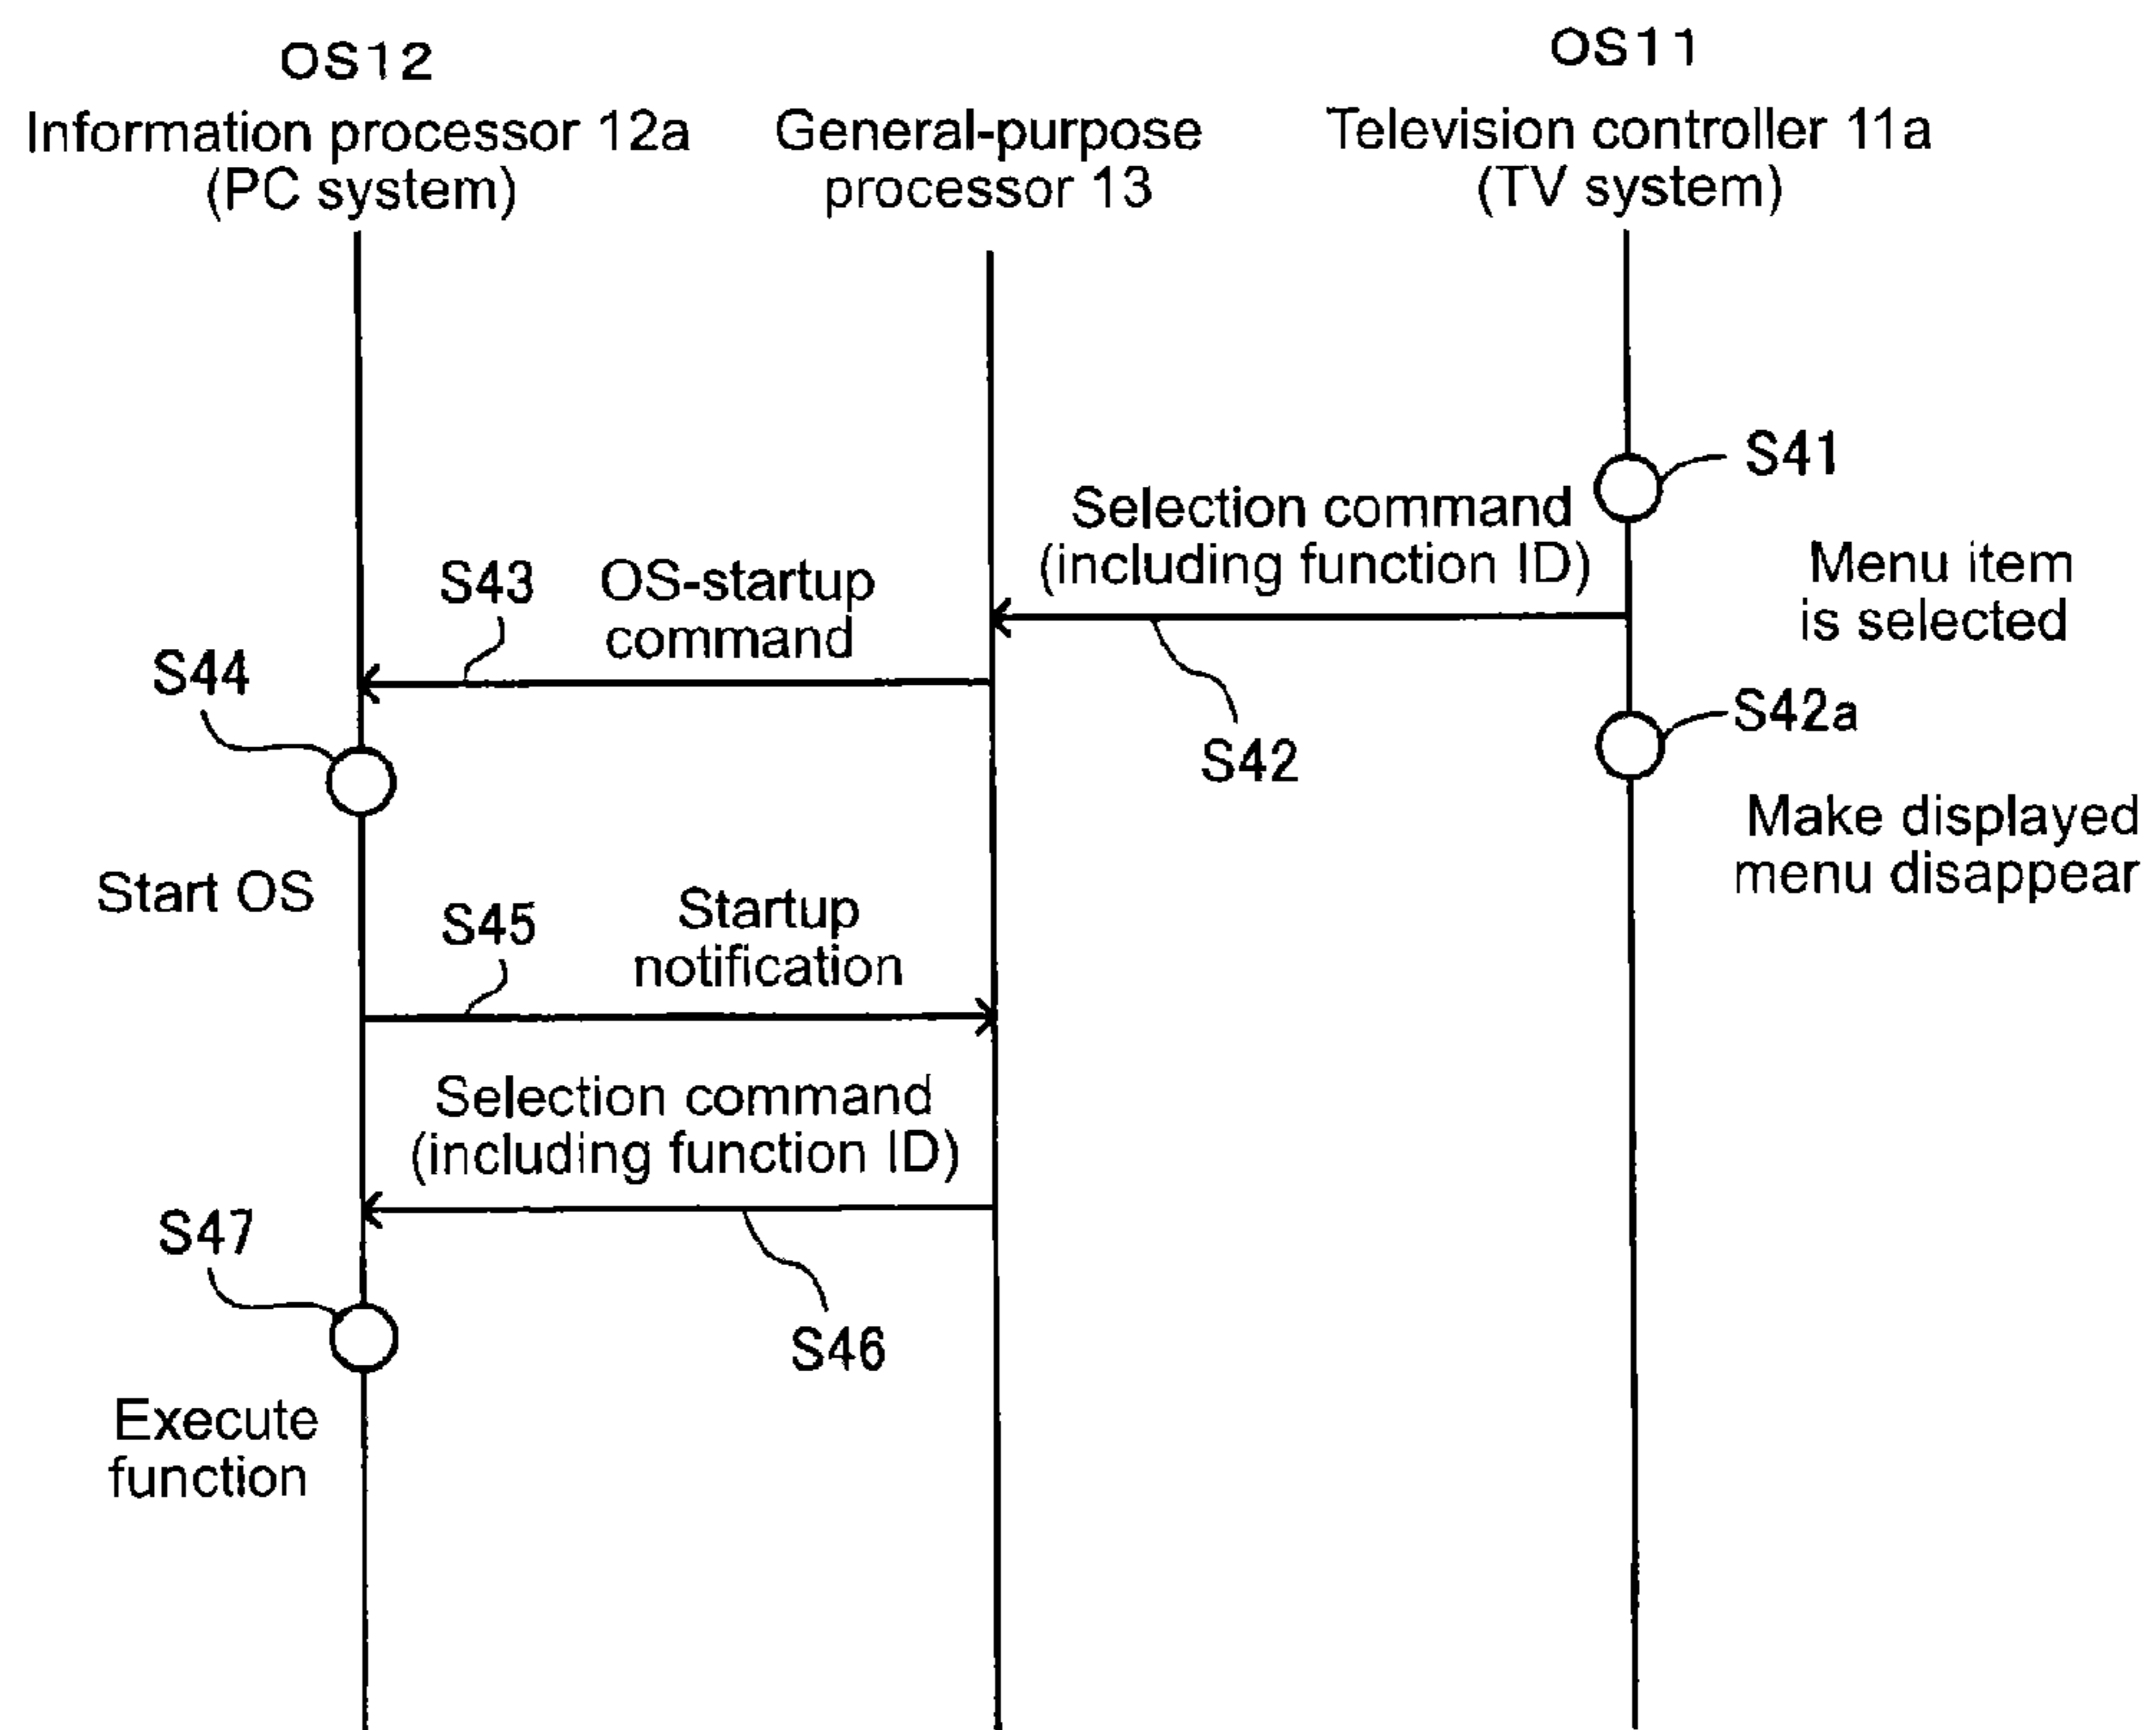 OS12
Information processor 12a
(PC system)
General-purpose
processor 13
OS11
Television controller 11a
(TV system)
S41
Selection command
(including function ID)
Menu item
is selected
S42
S43
OS-startup
command
S42a
Make displayed
menu disappear
S44
Start OS
S45
Startup
notification
Selection command
(including function ID)
S46
S47
Execute
function